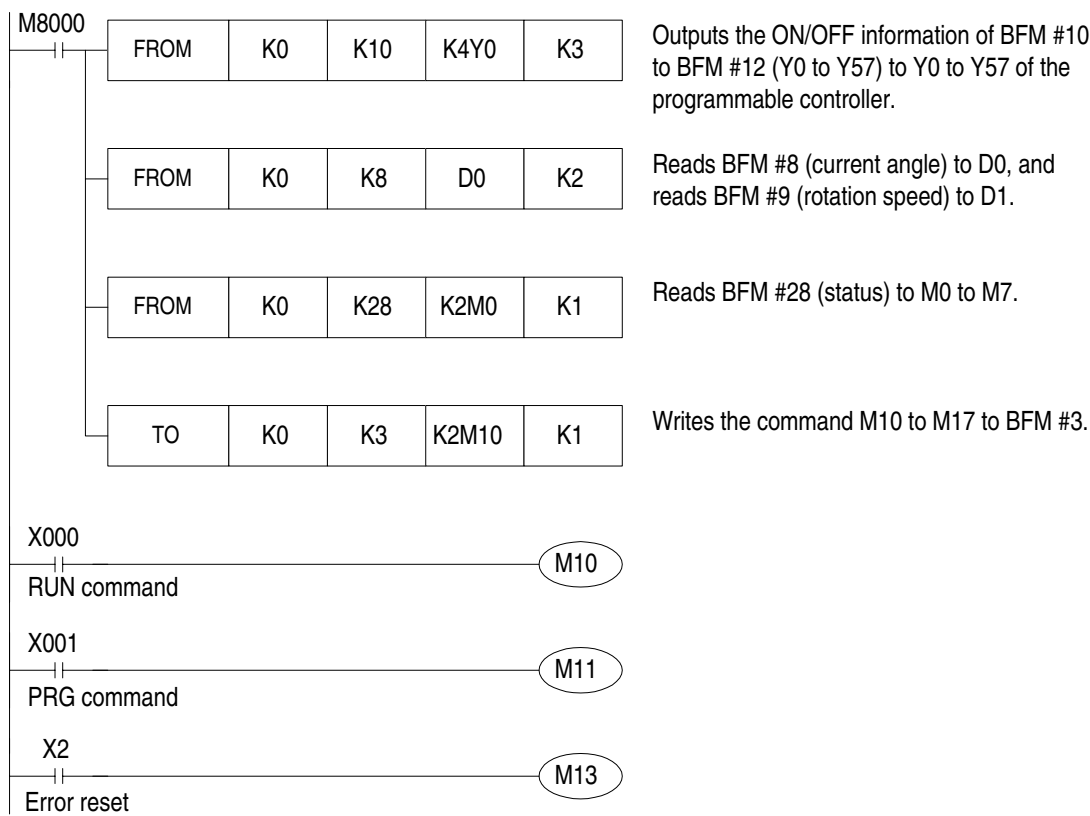 M8000
FROM K0 K10 K4Y0 K3
Outputs the ON/OFF information of BFM #10
to BFM #12 (Y0 to Y57) to Y0 to Y57 of the
programmable controller.
FROM K0 K8 D0 K2
Reads BFM #8 (current angle) to D0, and
reads BFM #9 (rotation speed) to D1.
FROM K0 K28 K2M0 K1
Reads BFM #28 (status) to M0 to M7.
TO K0 K3 K2M10 K1
Writes the command M10 to M17 to BFM #3.
X000
M10
RUN command
X001
M11
PRG command
X2
M13
Error reset